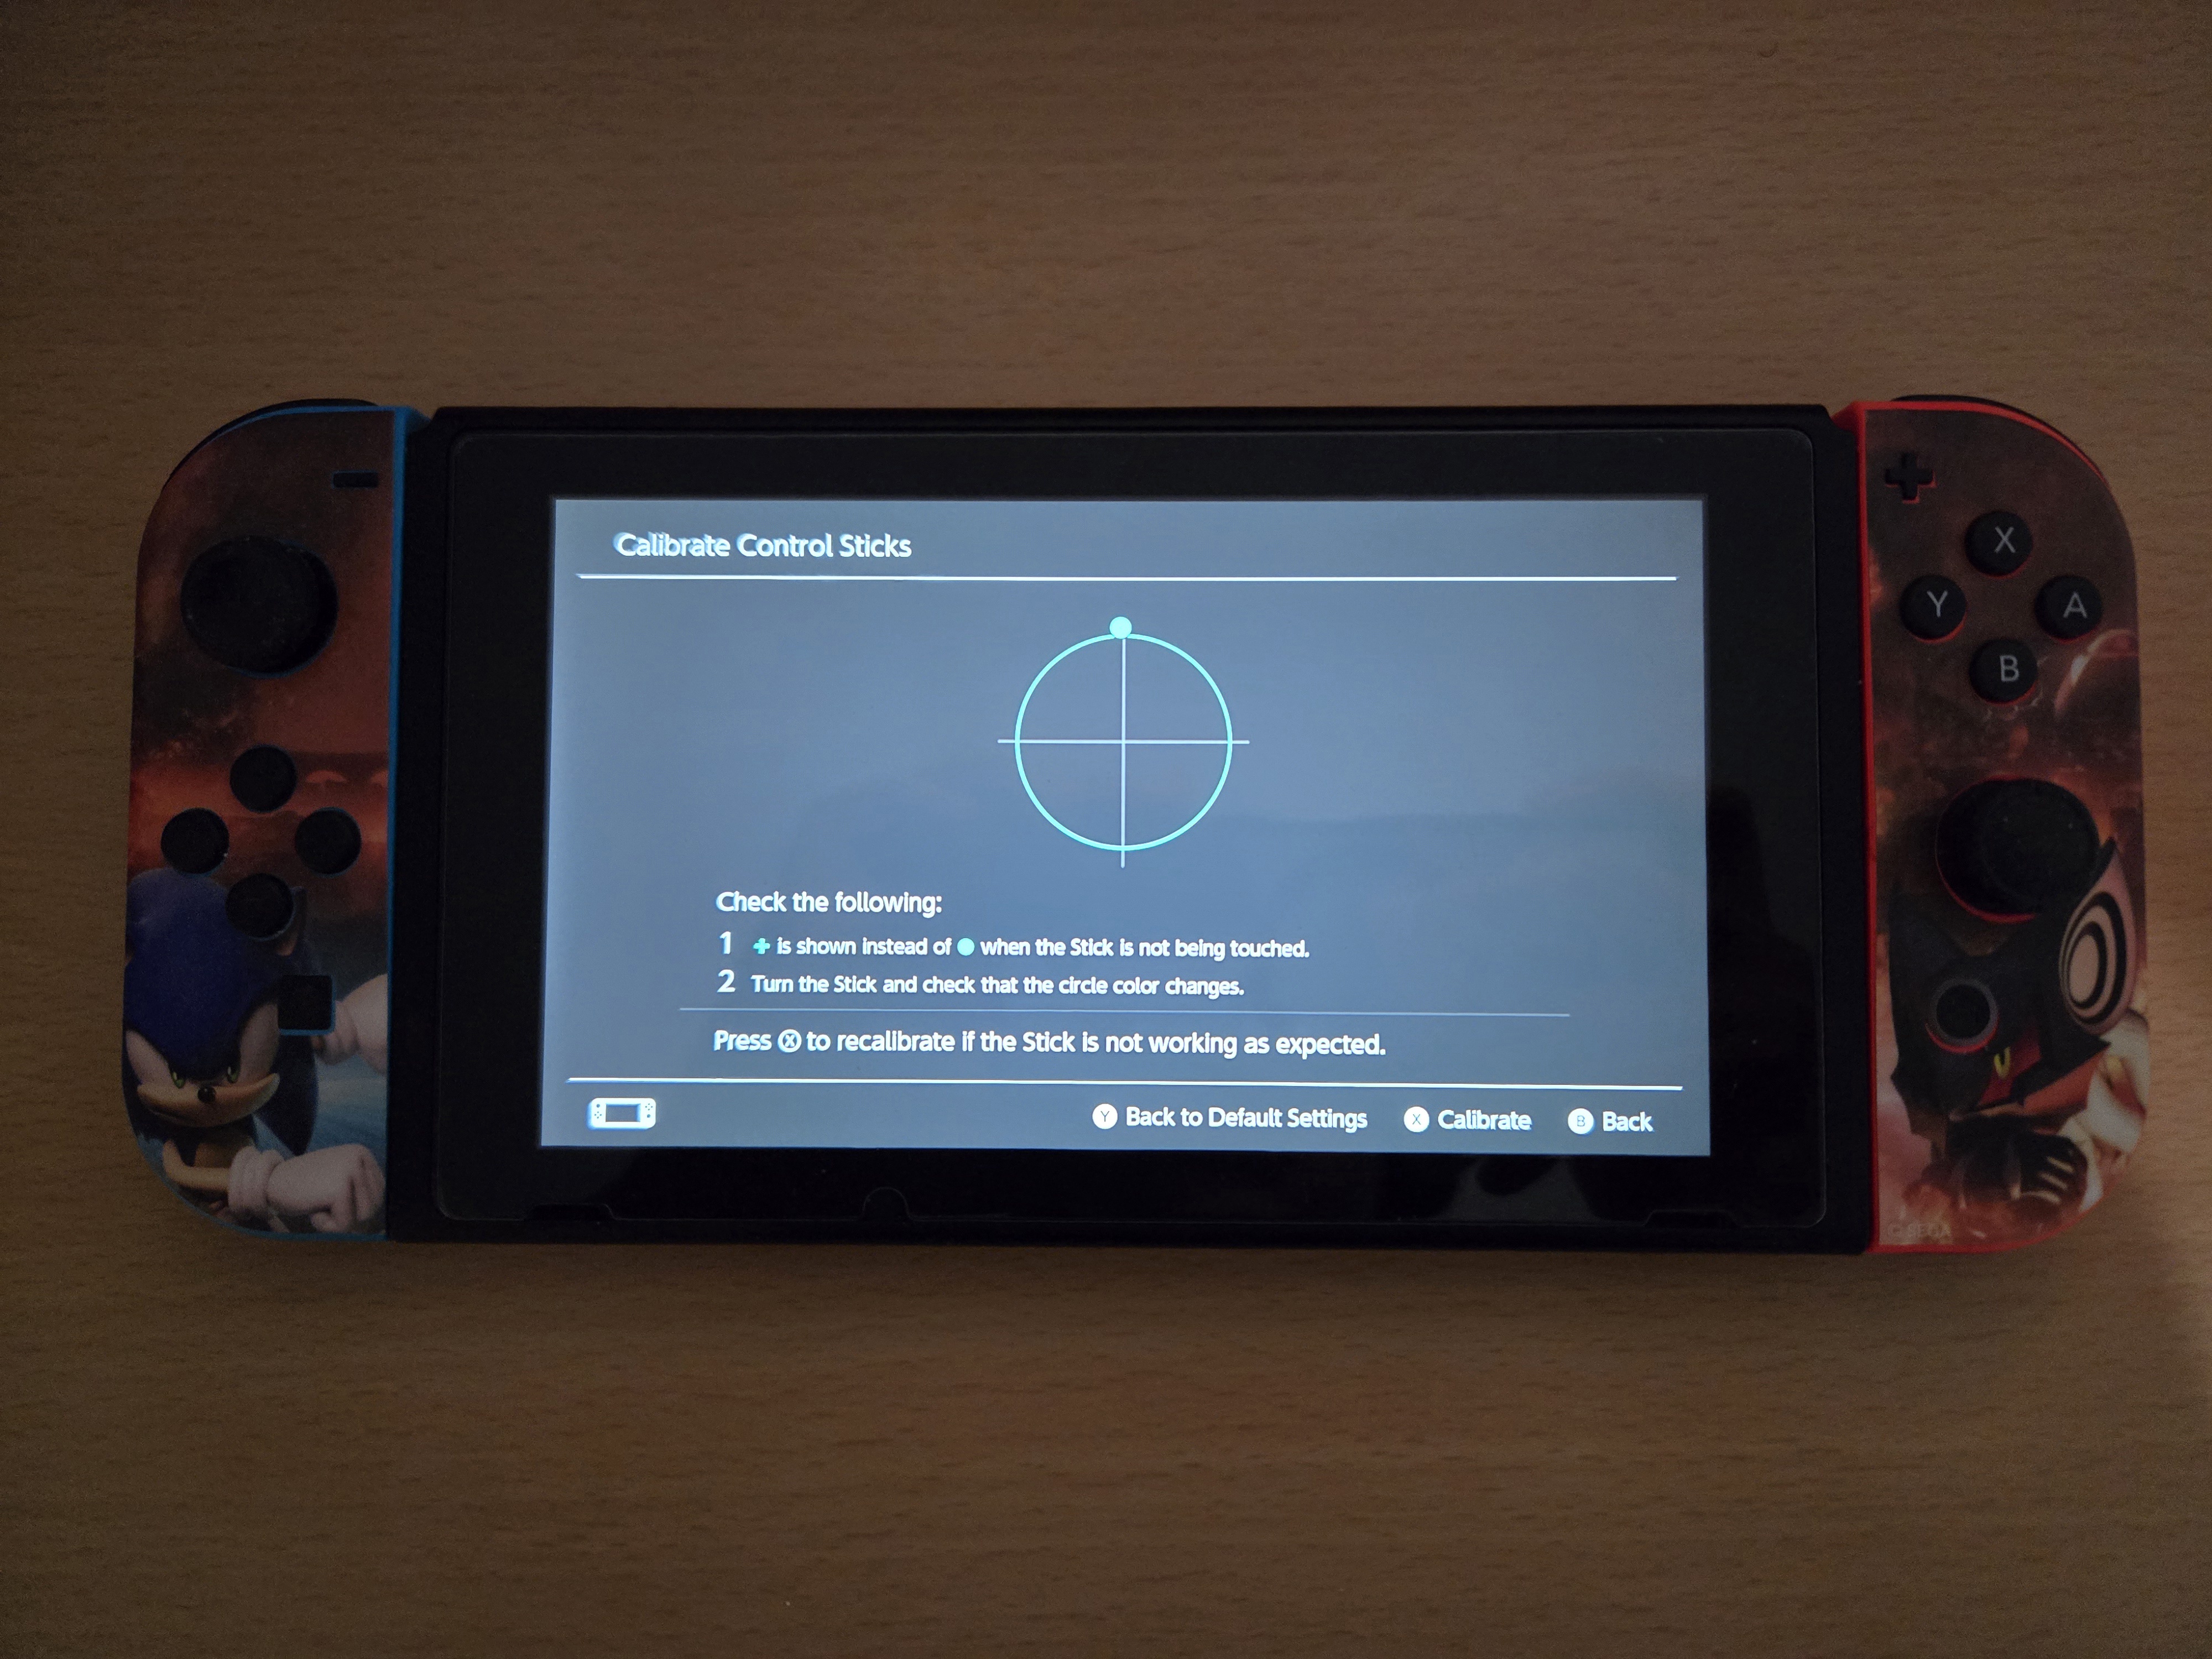 Calibrate Control Sticks
X
Y
A
B
Check the following:
1 + is shown instead of ● when the Stick is not being touched.
2 Turn the Stick and check that the circle color changes.
Press Ⓧ to recalibrate if the Stick is not working as expected.
Y Back to Default Settings X Calibrate B Back
© SEGA